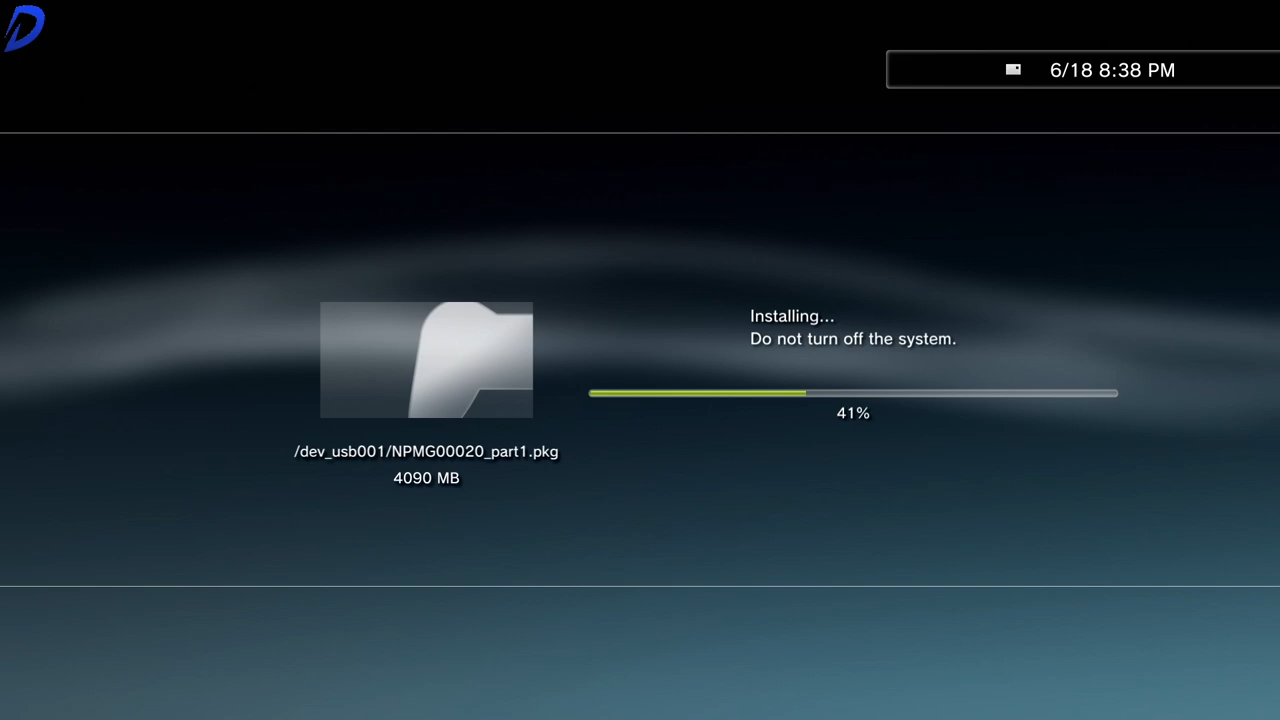 D
6/18 8:38 PM
Installing...
Do not turn off the system.
41%
/dev_usb001/NPMG00020_part1.pkg
4090 MB